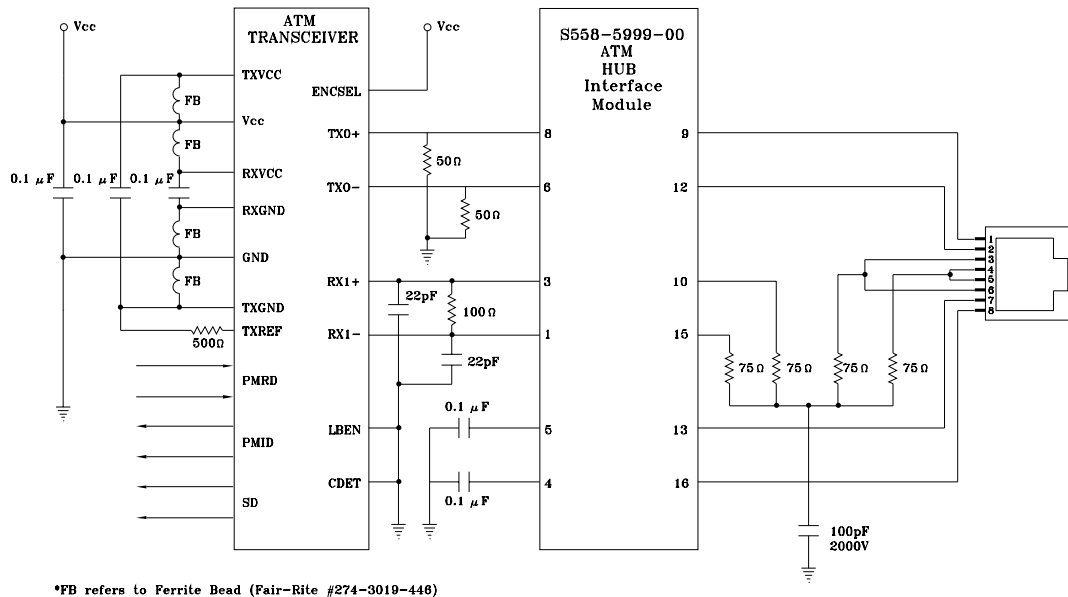 Vcc
ATM
TRANSCEIVER
Vcc
S558-5999-00
ATM
HUB
Interface
Module
TXVCC
ENCSEL
FB
Vcc
TX0+
8
9
FB
50Ω
0.1 μF
0.1 μF
0.1 μF
RXVCC
TX0-
6
12
RXGND
50Ω
FB
GND
1
2
3
4
5
6
7
8
FB
RX1+
3
10
22pF
100Ω
TXGND
TXREF
500Ω
RX1-
1
15
22pF
75Ω
75Ω
75Ω
75Ω
PMRD
0.1 μF
LBEN
5
13
PMID
CDET
4
16
0.1 μF
SD
100pF
2000V
*FB refers to Ferrite Bead (Fair-Rite #274-3019-446)